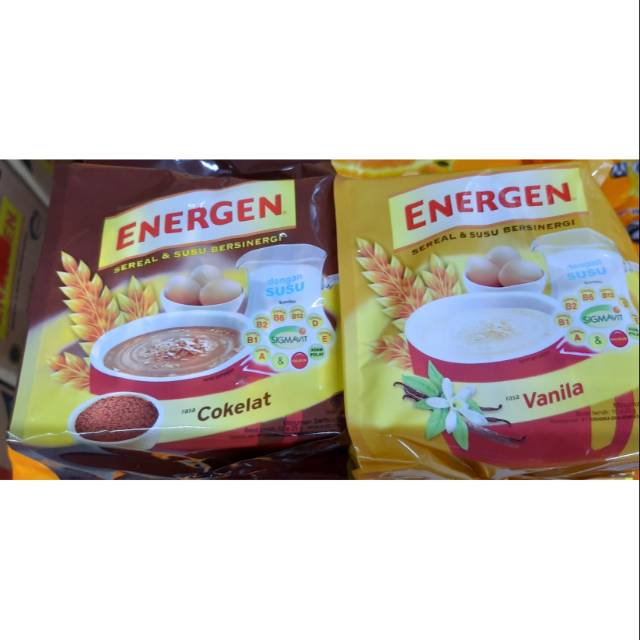 ENERGEN
SEREAL & SUSU BERSINERGI
dengan
SUSU
B2 B6 B12 D
B1 SIGMAVIT E
A &
rasa Cokelat
ENERGEN
SEREAL & SUSU BERSINERGI
dengan
SUSU
B2 B6 B12
B1 SIGMAVIT
A &
rasa Vanila